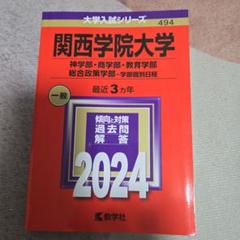 大学入試シリーズ
494
関西学院大学
神学部・商学部・教育学部
総合政策学部-学部個別日程
一般
最近3カ年
傾向と対策
過去問
解答
2024
教学社